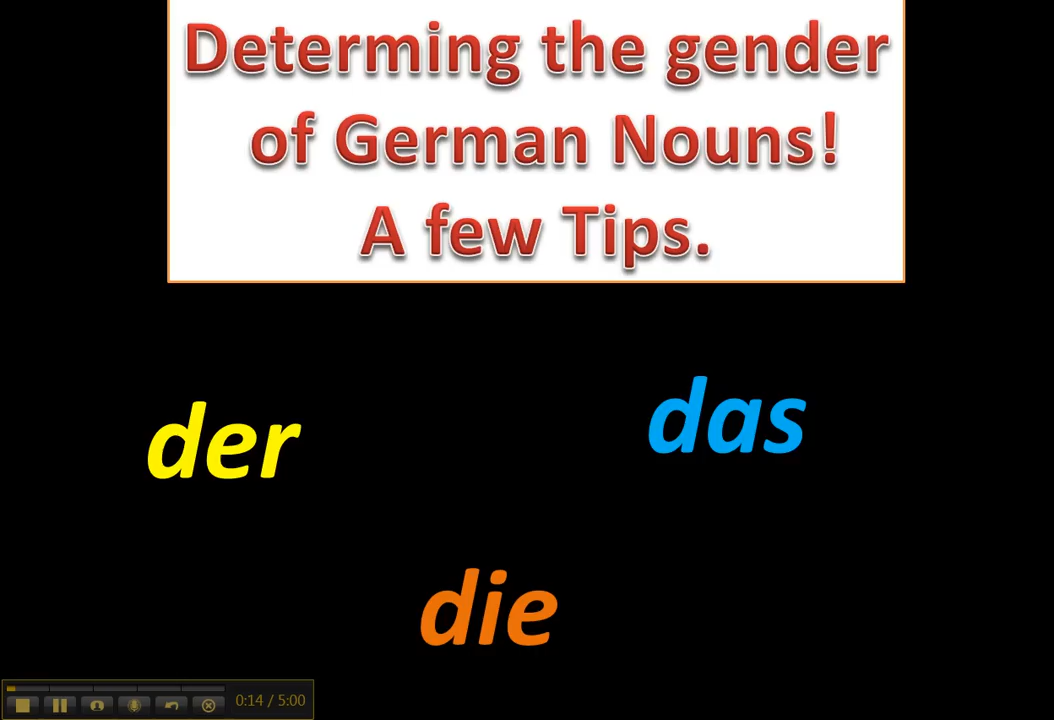 Determing the gender
of German Nouns!
A few Tips.
der
das
die
0:14 / 5:00